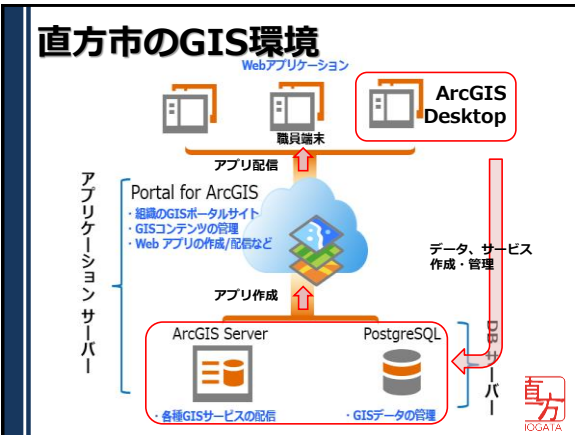 直方市のGIS環境
Webアプリケーション
ArcGIS
Desktop
職員端末
アプリ配信
アプリケーション サーバー
Portal for ArcGIS
・組織のGISポータルサイト
・GISコンテンツの管理
・Web アプリの作成/配信など
データ、サービス
作成・管理
アプリ作成
ArcGIS Server
PostgreSQL
DB サーバー
・各種GISサービスの配信
・GISデータの管理
直方